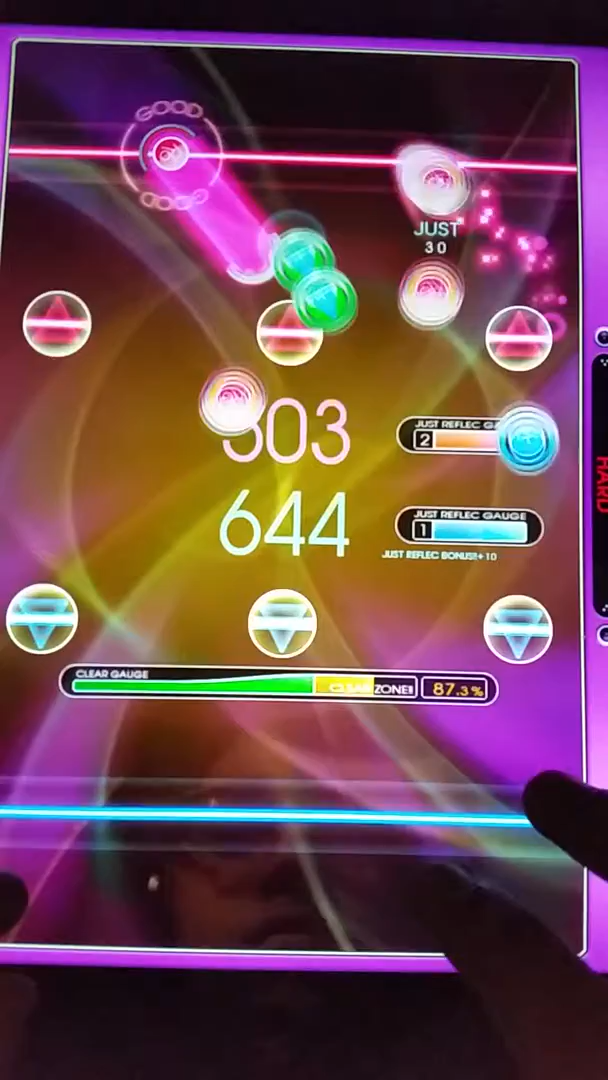 GOOD
GOOD
JUST
30
303
JUST REFLEC
2
644
JUST REFLEC GAUGE
1
JUST REFLEC BONUS!!+10
CLEAR GAUGE
CLEAR ZONE!!
87.3%
HARD